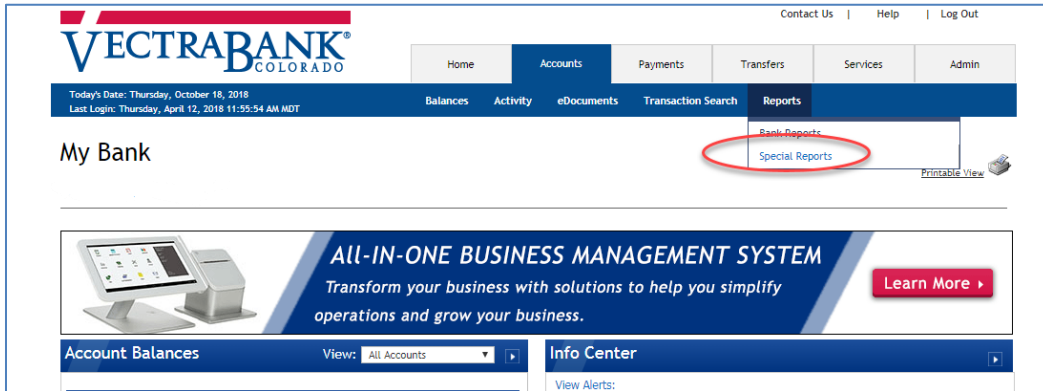 Contact Us | Help | Log Out
VECTRABANK®
COLORADO
Home Accounts Payments Transfers Services Admin
Today's Date: Thursday, October 18, 2018
Last Login: Thursday, April 12, 2018 11:55:54 AM MDT
Balances Activity eDocuments Transaction Search Reports
Bank Reports
Special Reports
My Bank
Printable View
All-IN-ONE BUSINESS MANAGEMENT SYSTEM
Transform your business with solutions to help you simplify
operations and grow your business.
Learn More
Account Balances View: All Accounts
Info Center
View Alerts: